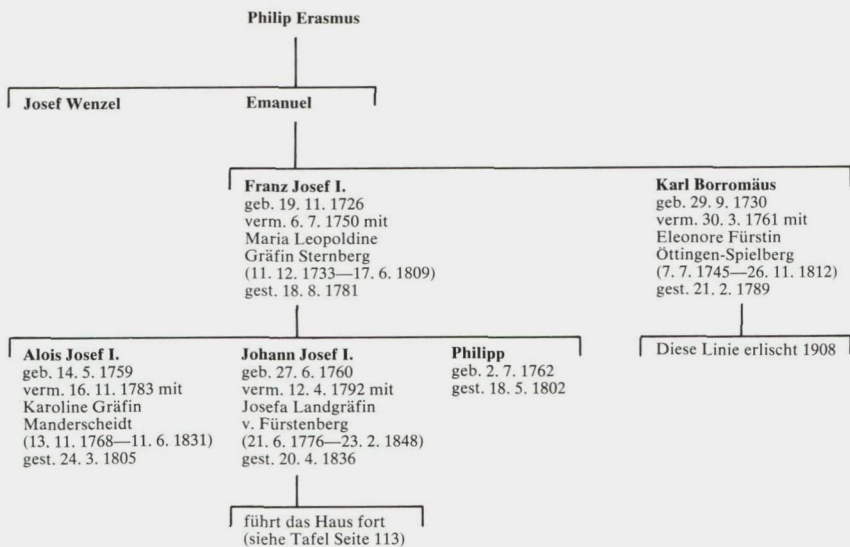 Philip Erasmus
Josef Wenzel
Emanuel
Franz Josef I.
geb. 19. 11. 1726
verm. 6. 7. 1750 mit
Maria Leopoldine
Gräfin Sternberg
(11. 12. 1733—17. 6. 1809)
gest. 18. 8. 1781
Karl Borromäus
geb. 29. 9. 1730
verm. 30. 3. 1761 mit
Eleonore Fürstin
Öttingen-Spielberg
(7. 7. 1745—26. 11. 1812)
gest. 21. 2. 1789
Alois Josef I.
geb. 14. 5. 1759
verm. 16. 11. 1783 mit
Karoline Gräfin
Manderscheidt
(13. 11. 1768—11. 6. 1831)
gest. 24. 3. 1805
Johann Josef I.
geb. 27. 6. 1760
verm. 12. 4. 1792 mit
Josefa Landgräfin
v. Fürstenberg
(21. 6. 1776—23. 2. 1848)
gest. 20. 4. 1836
Philipp
geb. 2. 7. 1762
gest. 18. 5. 1802
Diese Linie erlischt 1908
führt das Haus fort
(siehe Tafel Seite 113)